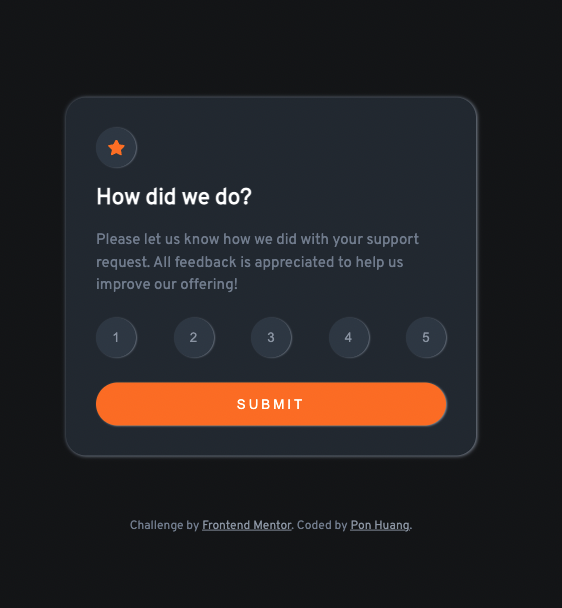 How did we do?
Please let us know how we did with your support
request. All feedback is appreciated to help us
improve our offering!
1 2 3 4 5
SUBMIT
Challenge by Frontend Mentor. Coded by Pon Huang.